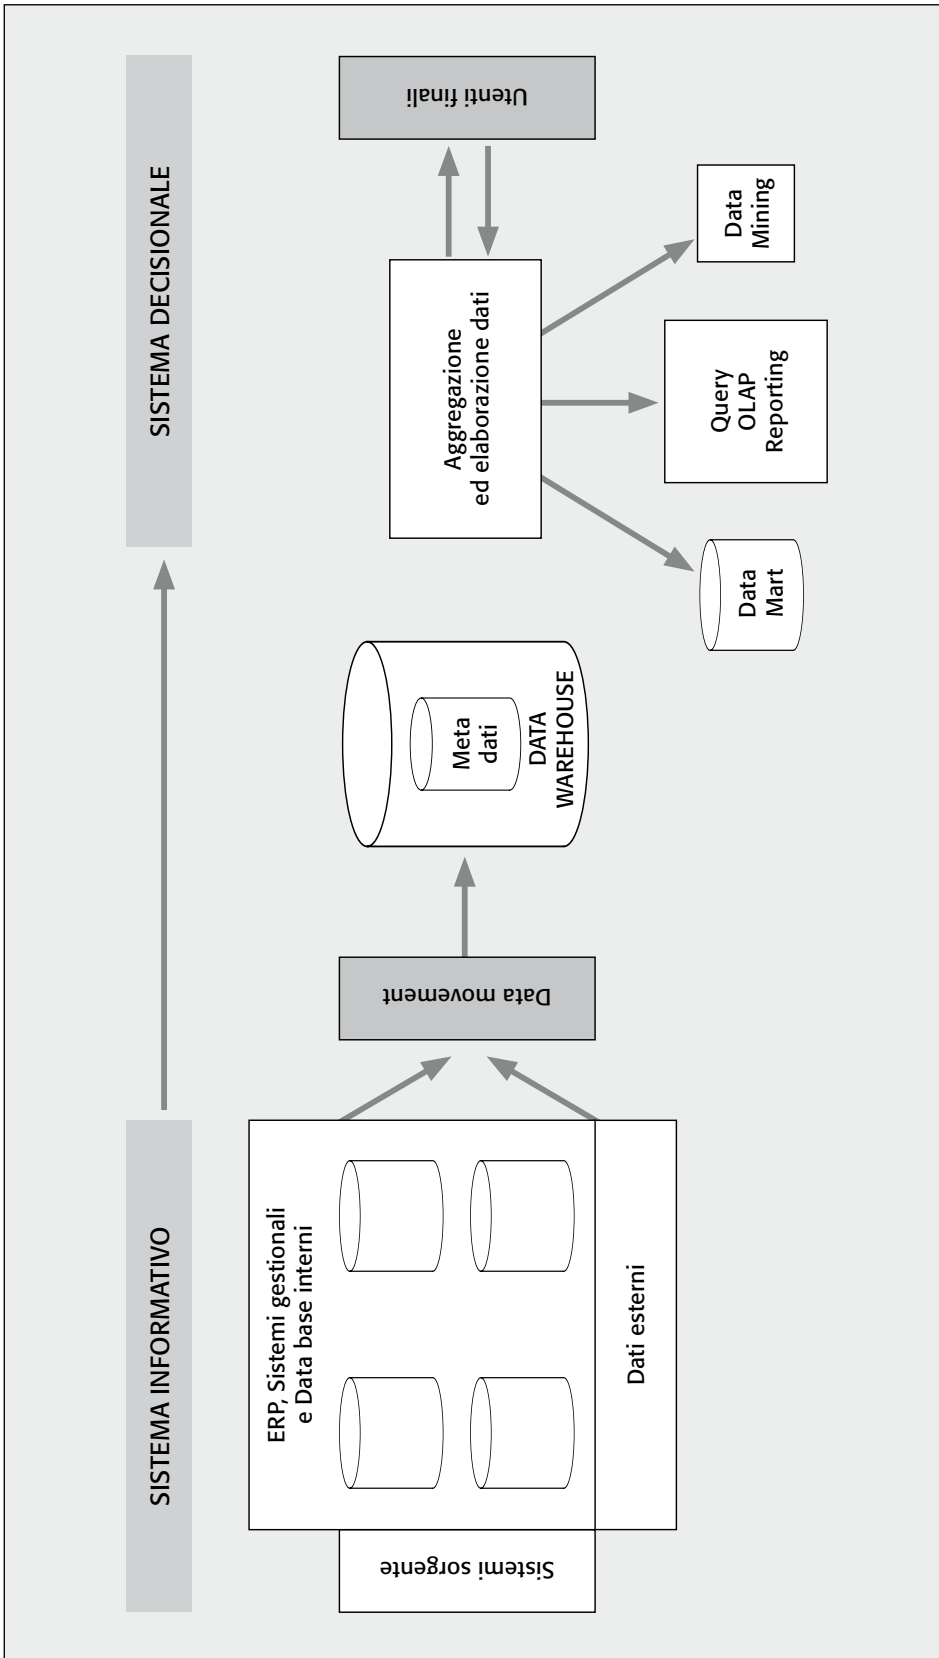 SISTEMA INFORMATIVO
SISTEMA DECISIONALE
Sistemi sorgente
ERP, Sistemi gestionali
e Data base interni
Dati esterni
Data movement
Meta
dati
DATA
WAREHOUSE
Aggregazione
ed elaborazione dati
Utenti finali
Data
Mart
Query
OLAP
Reporting
Data
Mining